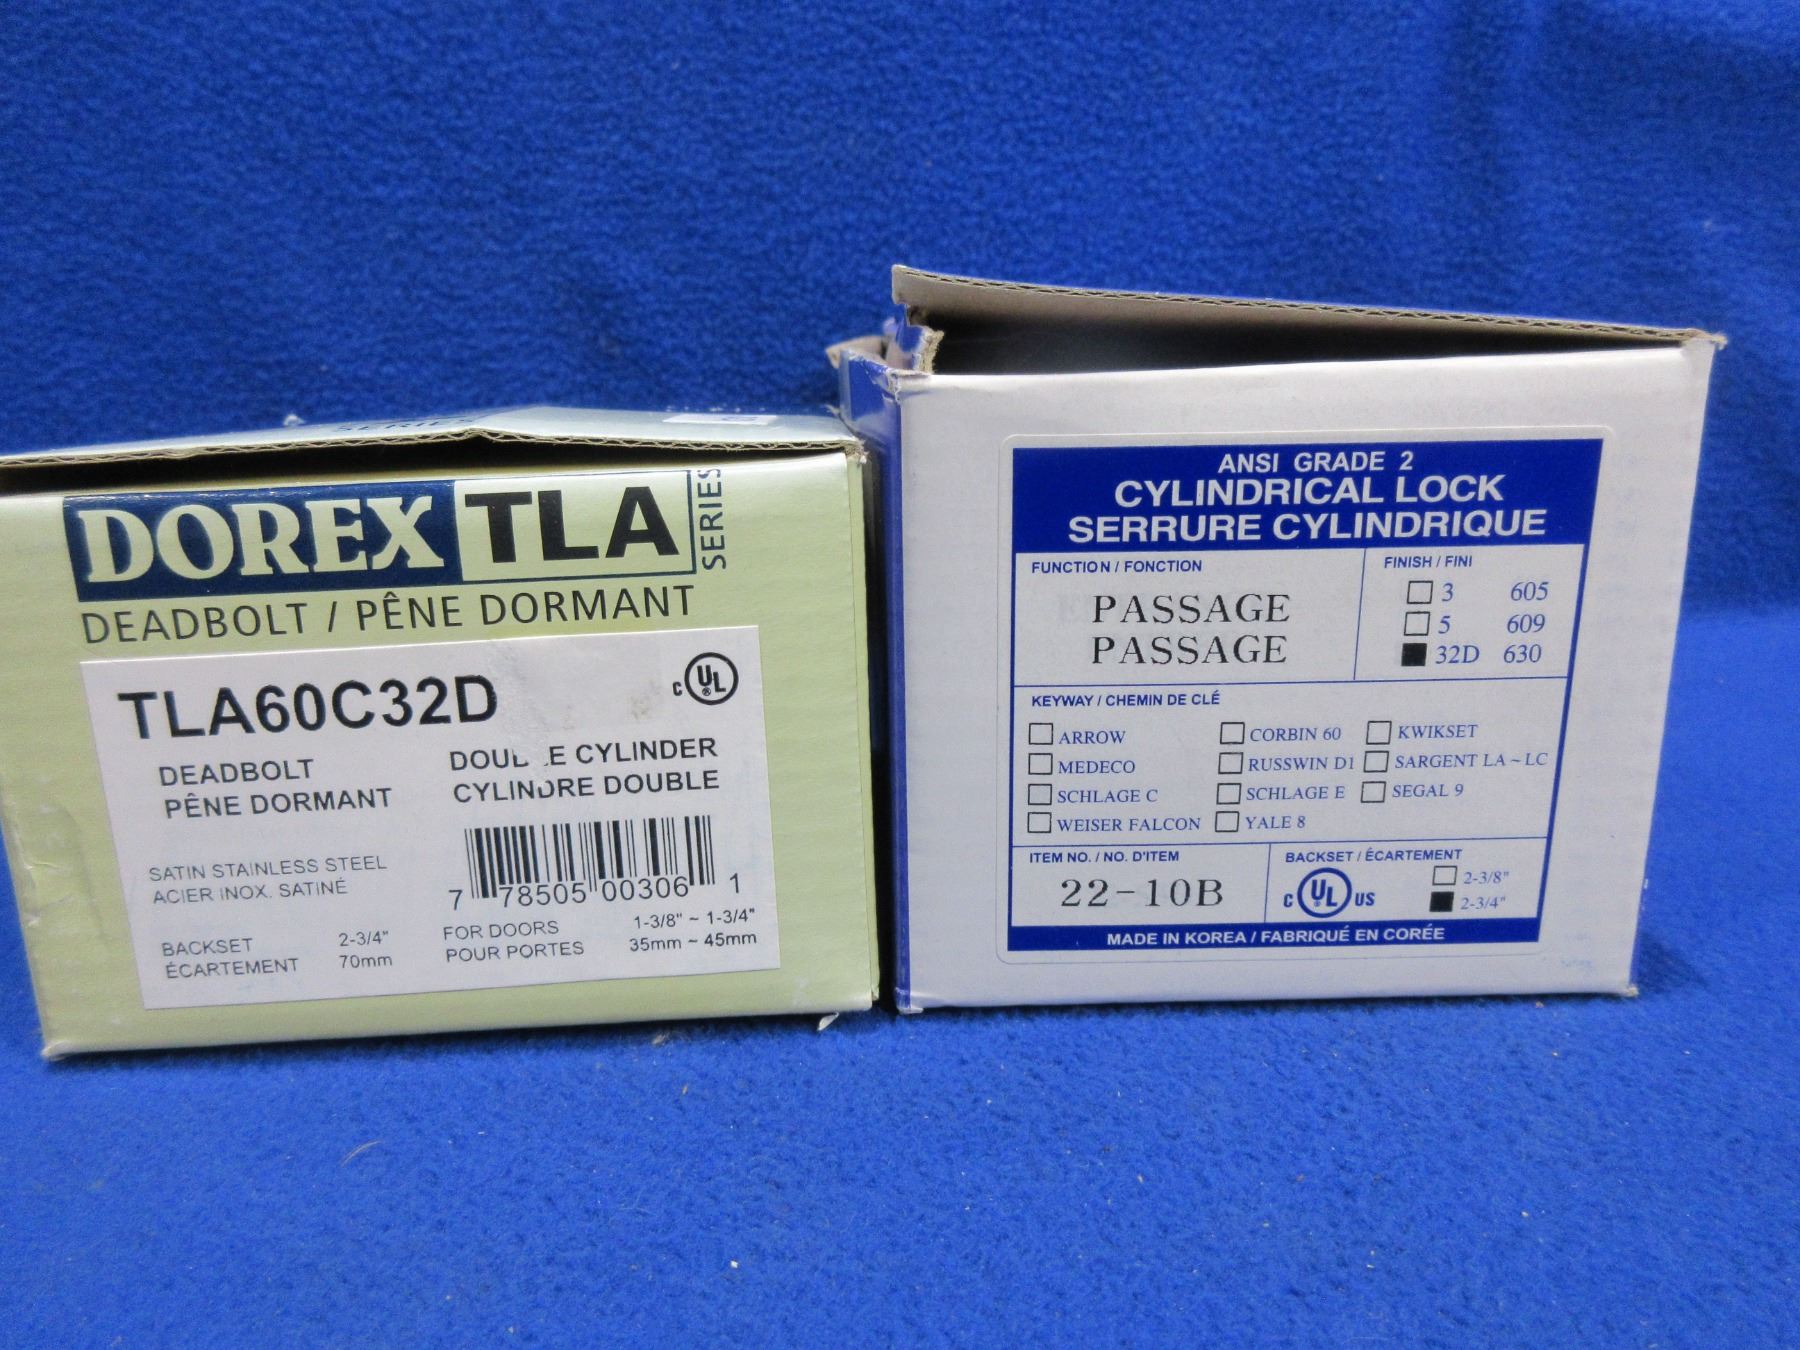 SERIES
DOREX TLA SERIES
DEADBOLT / PÊNE DORMANT
TLA60C32D
C UL ®
DEADBOLT
PÊNE DORMANT
CYLINDER
CYLINDRE DOUBLE
SATIN STAINLESS STEEL
ACIER INOX. SATINÉ
7 78505 00306 1
BACKSET 2-3/4"
ÉCARTEMENT 70mm
FOR DOORS 1-3/8" ~ 1-3/4"
POUR PORTES 35mm ~ 45mm
ANSI GRADE 2
CYLINDRICAL LOCK
SERRURE CYLINDRIQUE
FUNCTION / FONCTION
PASSAGE
PASSAGE
FINISH / FINI
3 605
5 609
32D 630
KEYWAY / CHEMIN DE CLÉ
ARROW CORBIN 60 KWIKSET
MEDECO RUSSWIN D1 SARGENT LA ~ LC
SCHLAGE C SCHLAGE E SEGAL 9
WEISER FALCON YALE 8
ITEM NO. / NO. D'ITEM
22-10B
BACKSET / ÉCARTEMENT
C UL US
2-3/8"
2-3/4"
MADE IN KOREA / FABRIQUÉ EN CORÉE